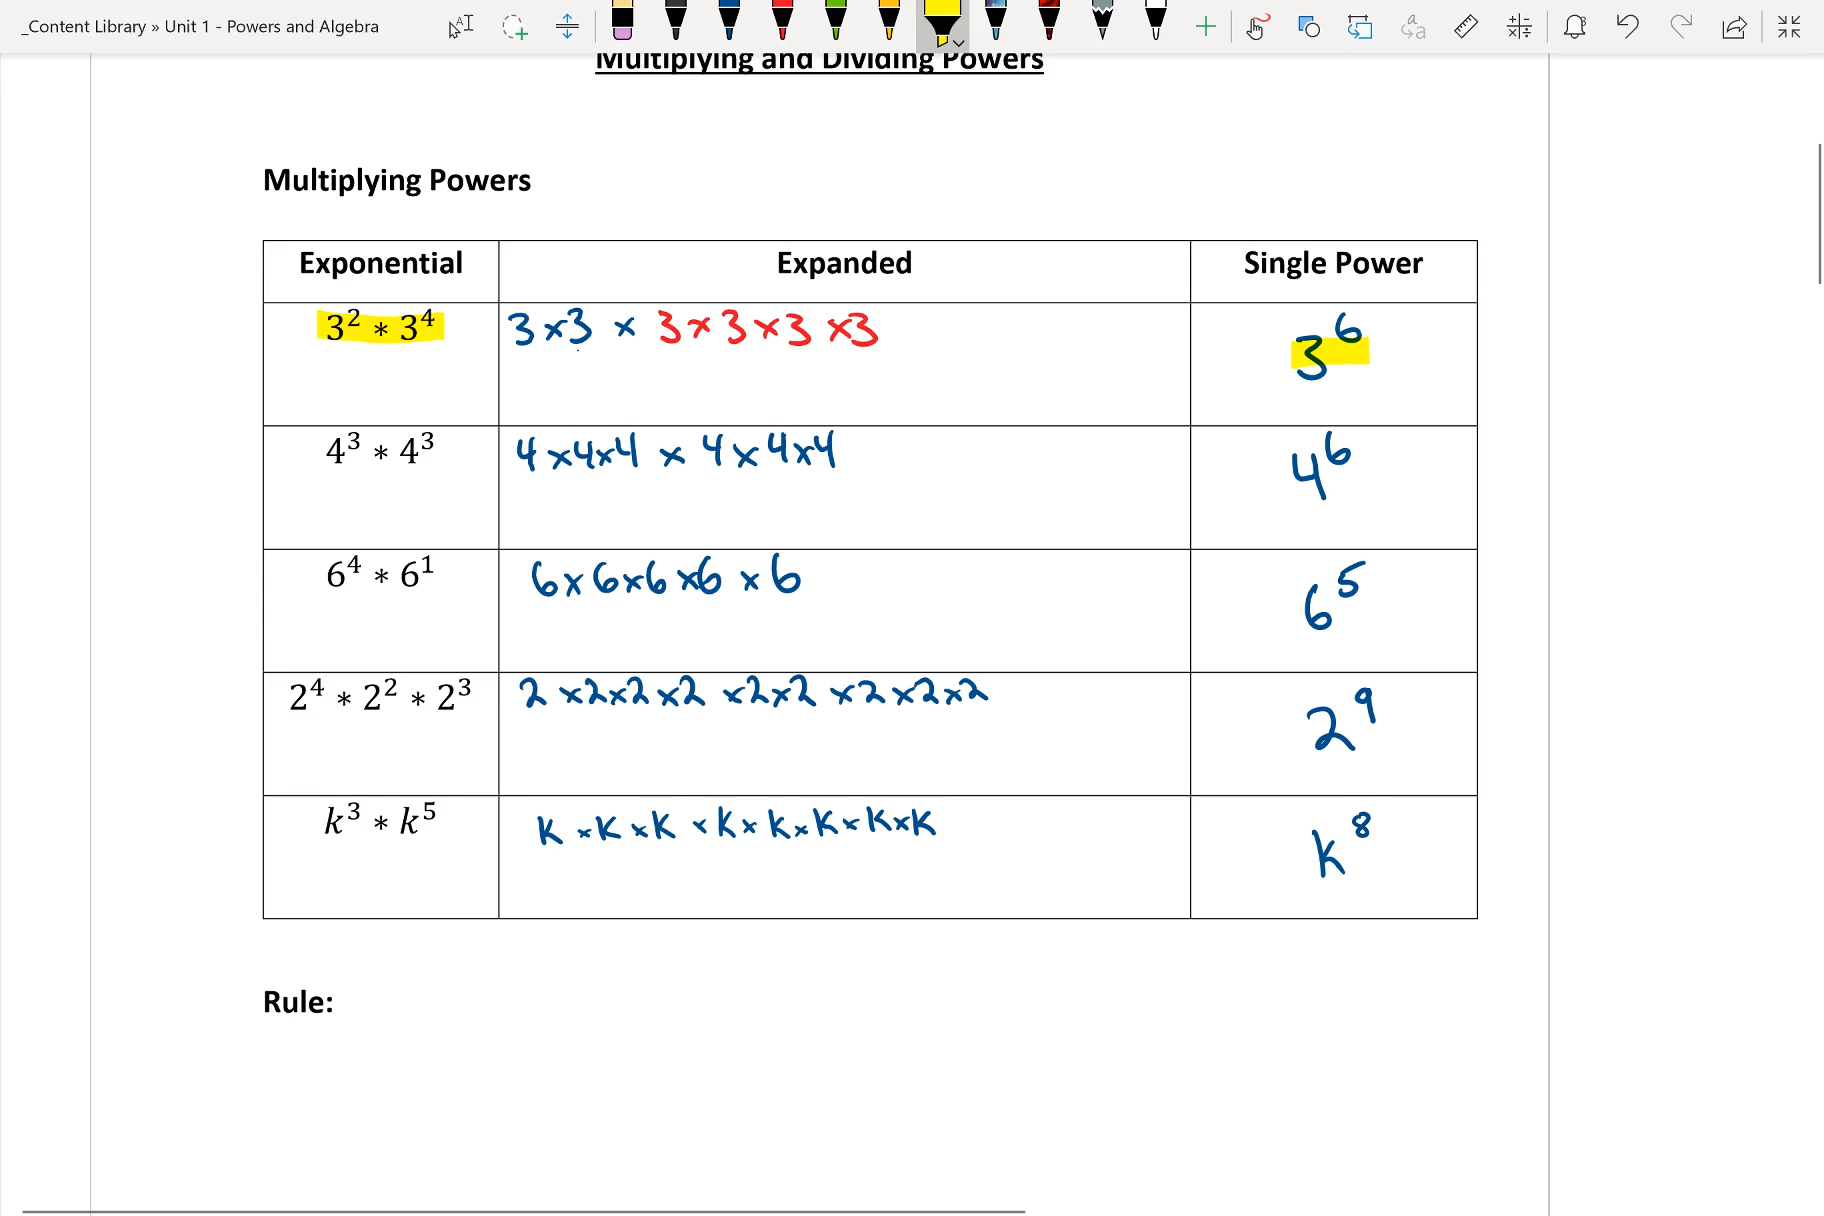 _Content Library » Unit 1 - Powers and Algebra
Multiplying and Dividing Powers
Multiplying Powers
Exponential Expanded Single Power
3² * 3⁴ 3 × 3 × 3 × 3 × 3 × 3 3⁶
4³ * 4³ 4 × 4 × 4 × 4 × 4 × 4 4⁶
6⁴ * 6¹ 6 × 6 × 6 × 6 × 6 6⁵
2⁴ * 2² * 2³ 2 × 2 × 2 × 2 × 2 × 2 × 2 × 2 × 2 2⁹
k³ * k⁵ k × k × k × k × k × k × k × k k⁸
Rule: